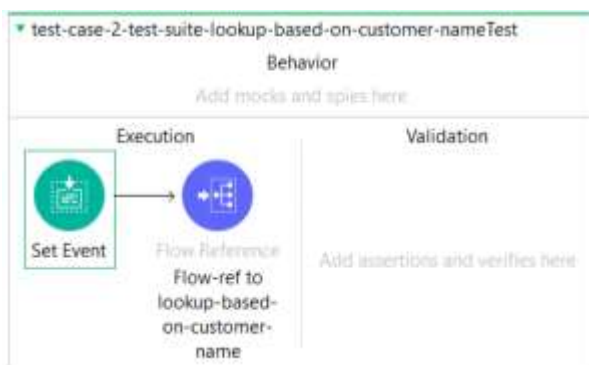 test-case-2-test-suite-lookup-based-on-customer-nameTest
Behavior
Add mocks and spies here
Execution
Validation
Set Event
Flow Reference
Flow-ref to
lookup-based-
on-customer-
name
Add assertions and verifies here